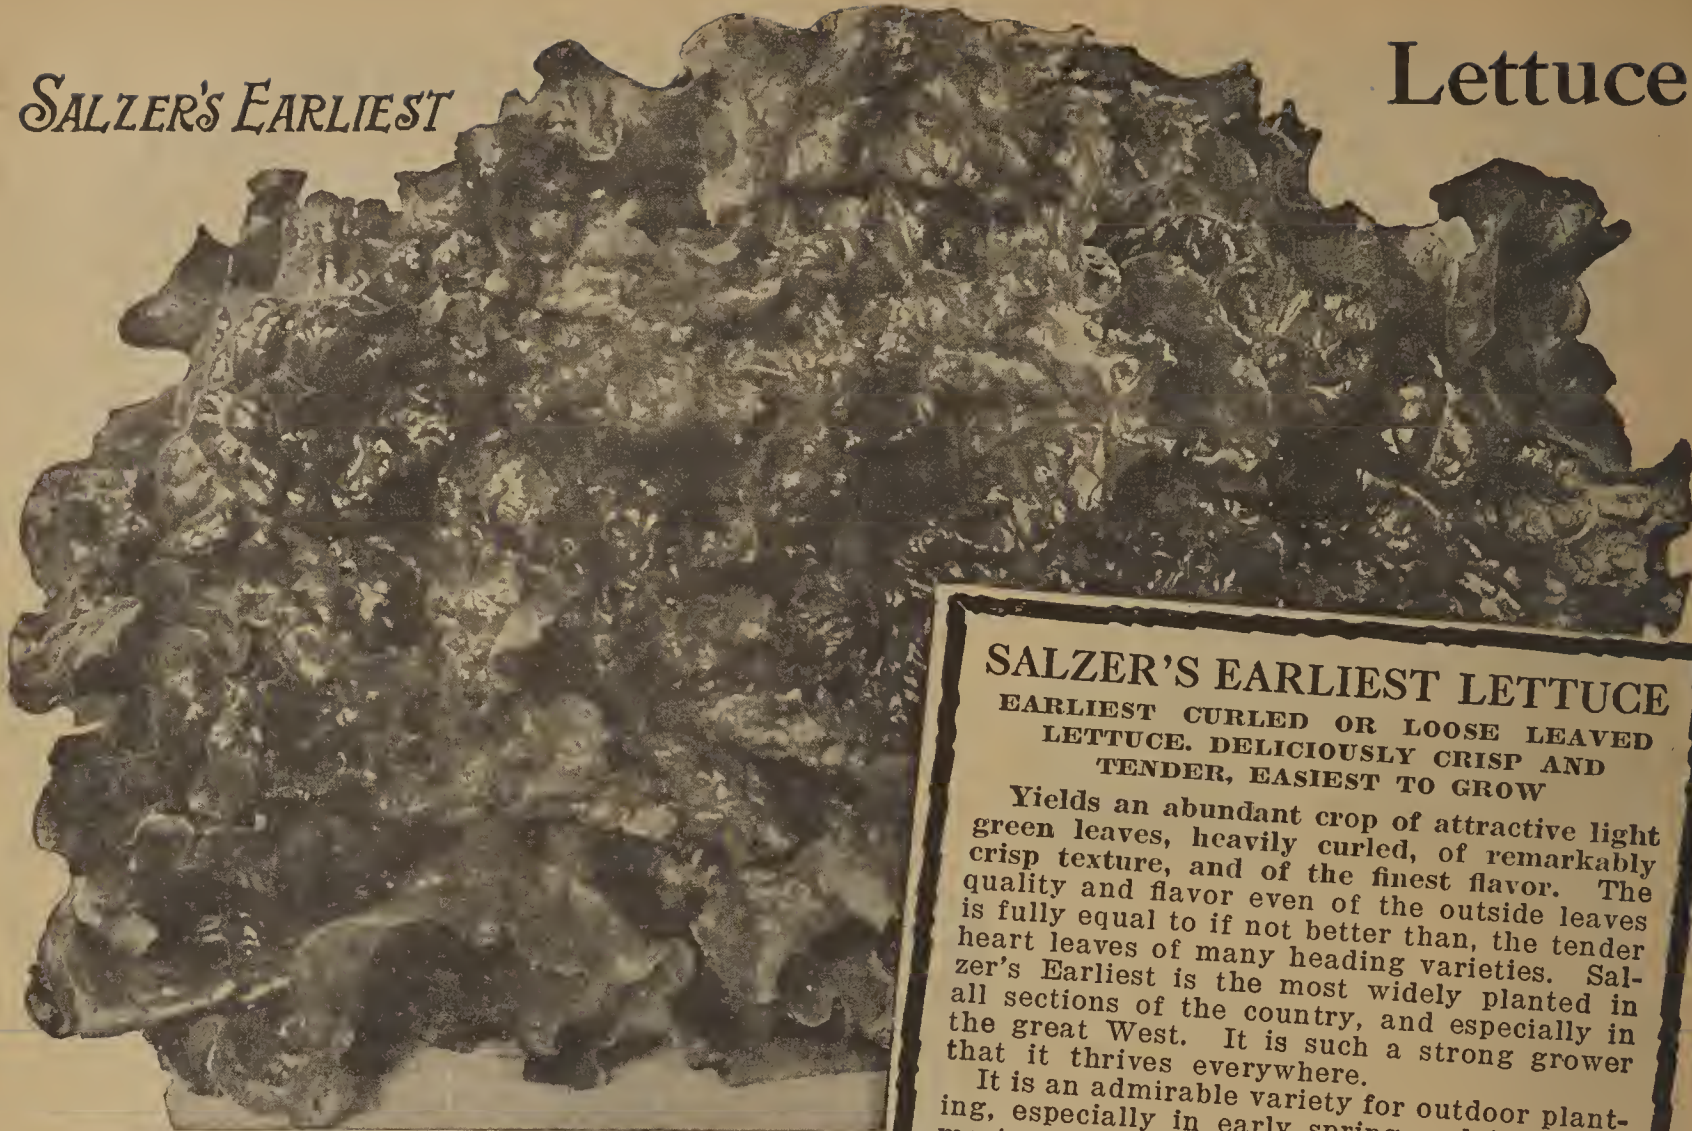 SALZER'S EARLIEST
Lettuce
SALZER'S EARLIEST LETTUCE
EARLIEST CURLED OR LOOSE LEAVED
LETTUCE. DELICIOUSLY CRISP AND
TENDER, EASIEST TO GROW
Yields an abundant crop of attractive light
green leaves, heavily curled, of remarkably
crisp texture, and of the finest flavor. The
quality and flavor even of the outside leaves
is fully equal to if not better than, the tender
heart leaves of many heading varieties. Sal-
zer's Earliest is the most widely planted in
all sections of the country, and especially in
the great West. It is such a strong grower
that it thrives everywhere.
It is an admirable variety for outdoor plant-
ing, especially in early spring